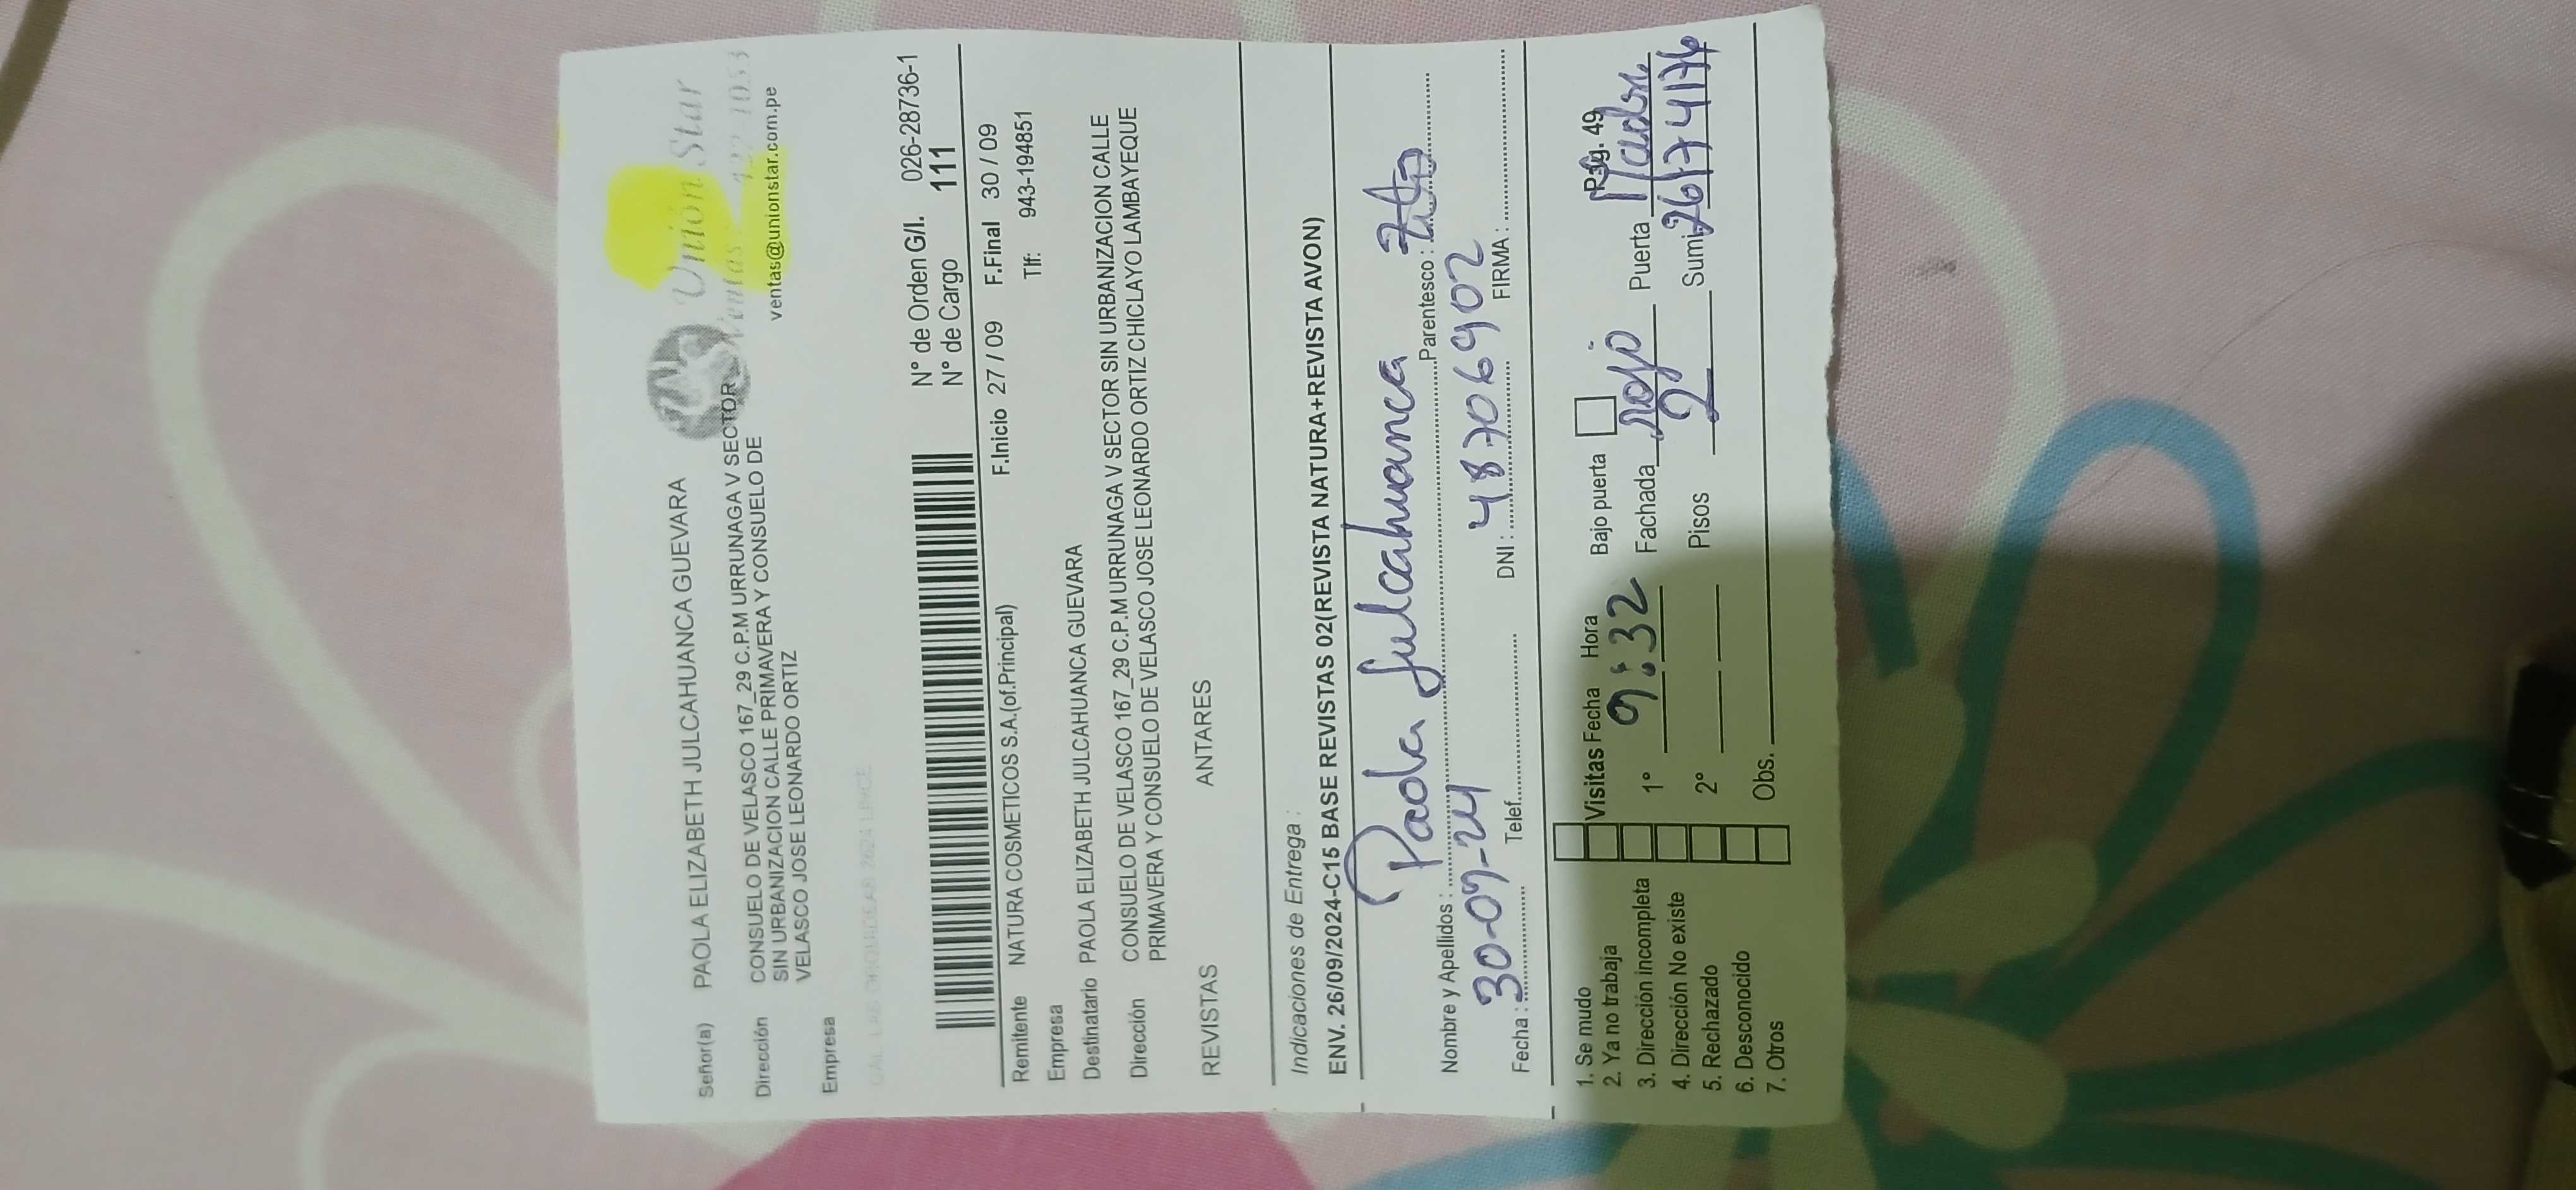 Union Star
Ventas
ventas@unionstar.com.pe
Señor(a) PAOLA ELIZABETH JULCAHUANCA GUEVARA
Dirección CONSUELO DE VELASCO 167_29 C.P.M URRUNAGA V SECTOR
SIN URBANIZACION CALLE PRIMAVERA Y CONSUELO DE
VELASCO JOSE LEONARDO ORTIZ
Empresa
N° de Orden G/I. 026-28736-1
N° de Cargo 111
Remitente NATURA COSMETICOS S.A.(of.Principal) F.Inicio 27 / 09 F.Final 30 / 09
Empresa Tlf: 943-194851
Destinatario PAOLA ELIZABETH JULCAHUANCA GUEVARA
Dirección CONSUELO DE VELASCO 167_29 C.P.M URRUNAGA V SECTOR SIN URBANIZACION CALLE
PRIMAVERA Y CONSUELO DE VELASCO JOSE LEONARDO ORTIZ CHICLAYO LAMBAYEQUE
REVISTAS ANTARES
Indicaciones de Entrega :
ENV. 26/09/2024-C15 BASE REVISTAS 02(REVISTA NATURA+REVISTA AVON)
Nombre y Apellidos : Paola Julcahuanca Parentesco :
Fecha : 30-09-24 Telef. DNI : 48706902 FIRMA :
1. Se mudo
2. Ya no trabaja
3. Dirección incompleta
4. Dirección No existe
5. Rechazado
6. Desconocido
7. Otros
Visitas Fecha Hora Bajo puerta Rsg. 49
1° 9:32 Fachada rojo Puerta
2° Pisos 2 Sumi. 26174176
Obs.